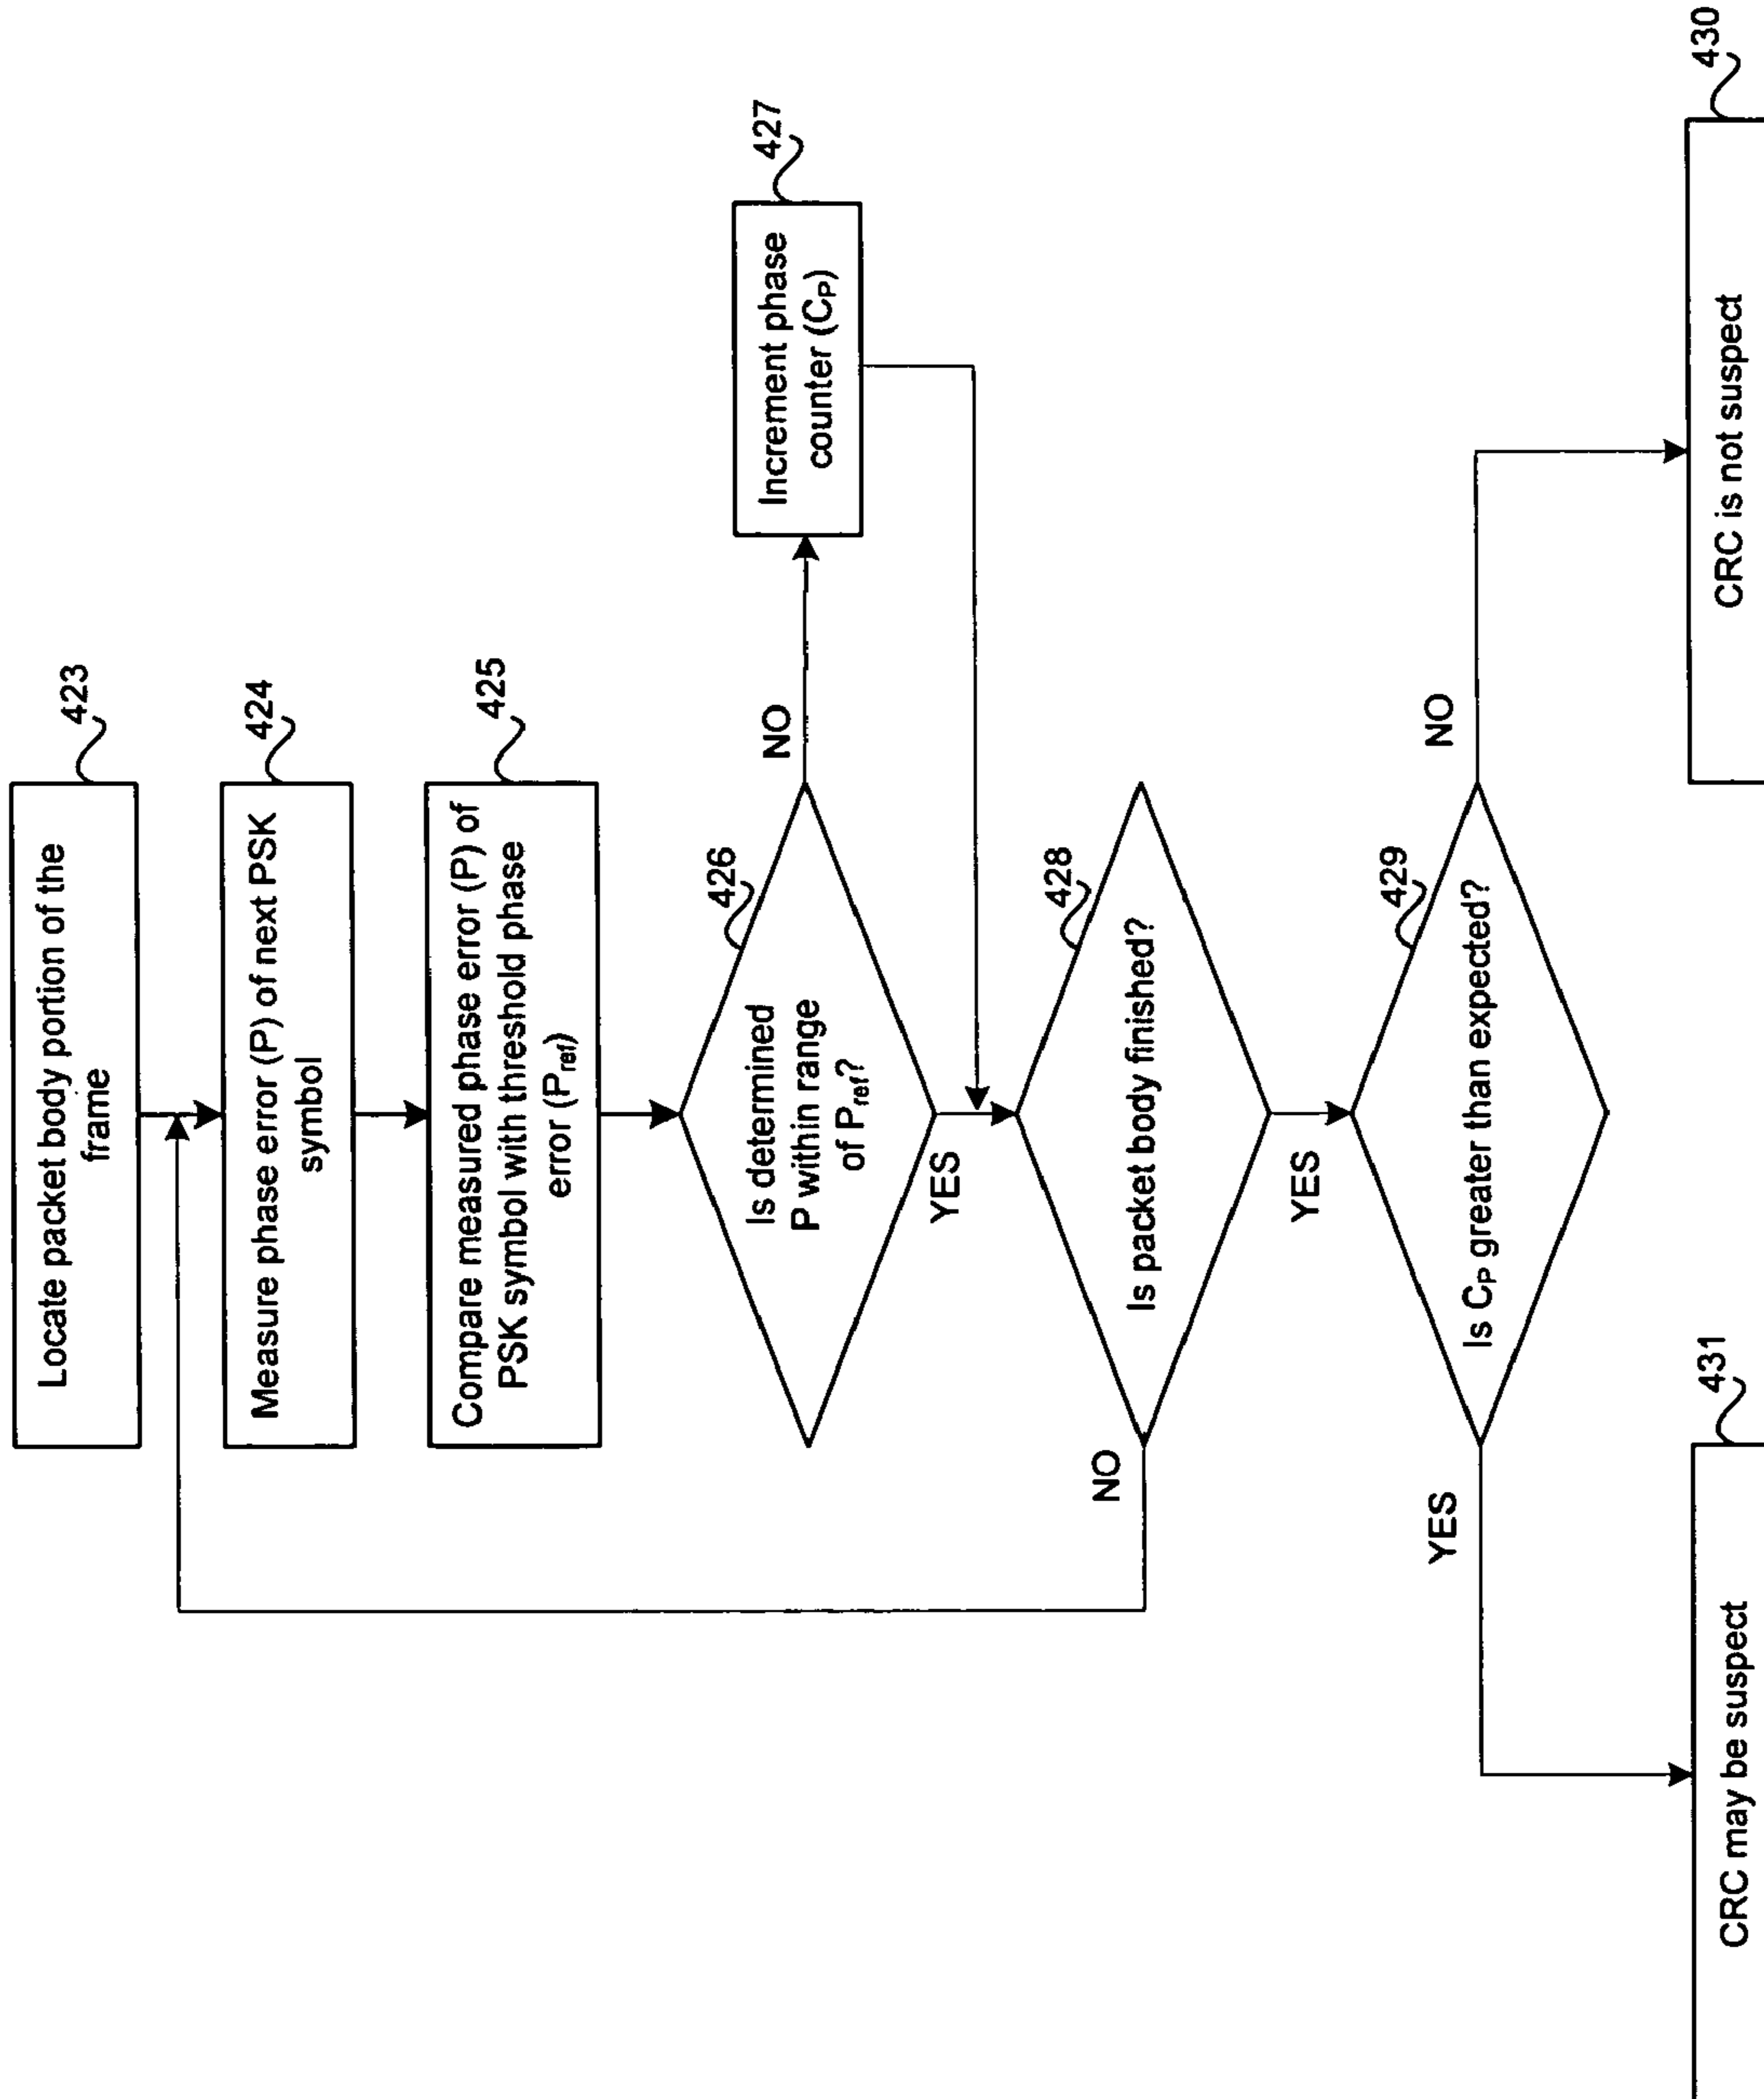 Locate packet body portion of the
frame
423
Measure phase error (P) of next PSK
symbol
424
Compare measured phase error (P) of
PSK symbol with threshold phase
error (Pref)
425
Is determined
P within range
of Pref?
426
NO
YES
Increment phase
counter (CP)
427
Is packet body finished?
428
NO
YES
Is CP greater than expected?
429
NO
YES
CRC is not suspect
430
CRC may be suspect
431